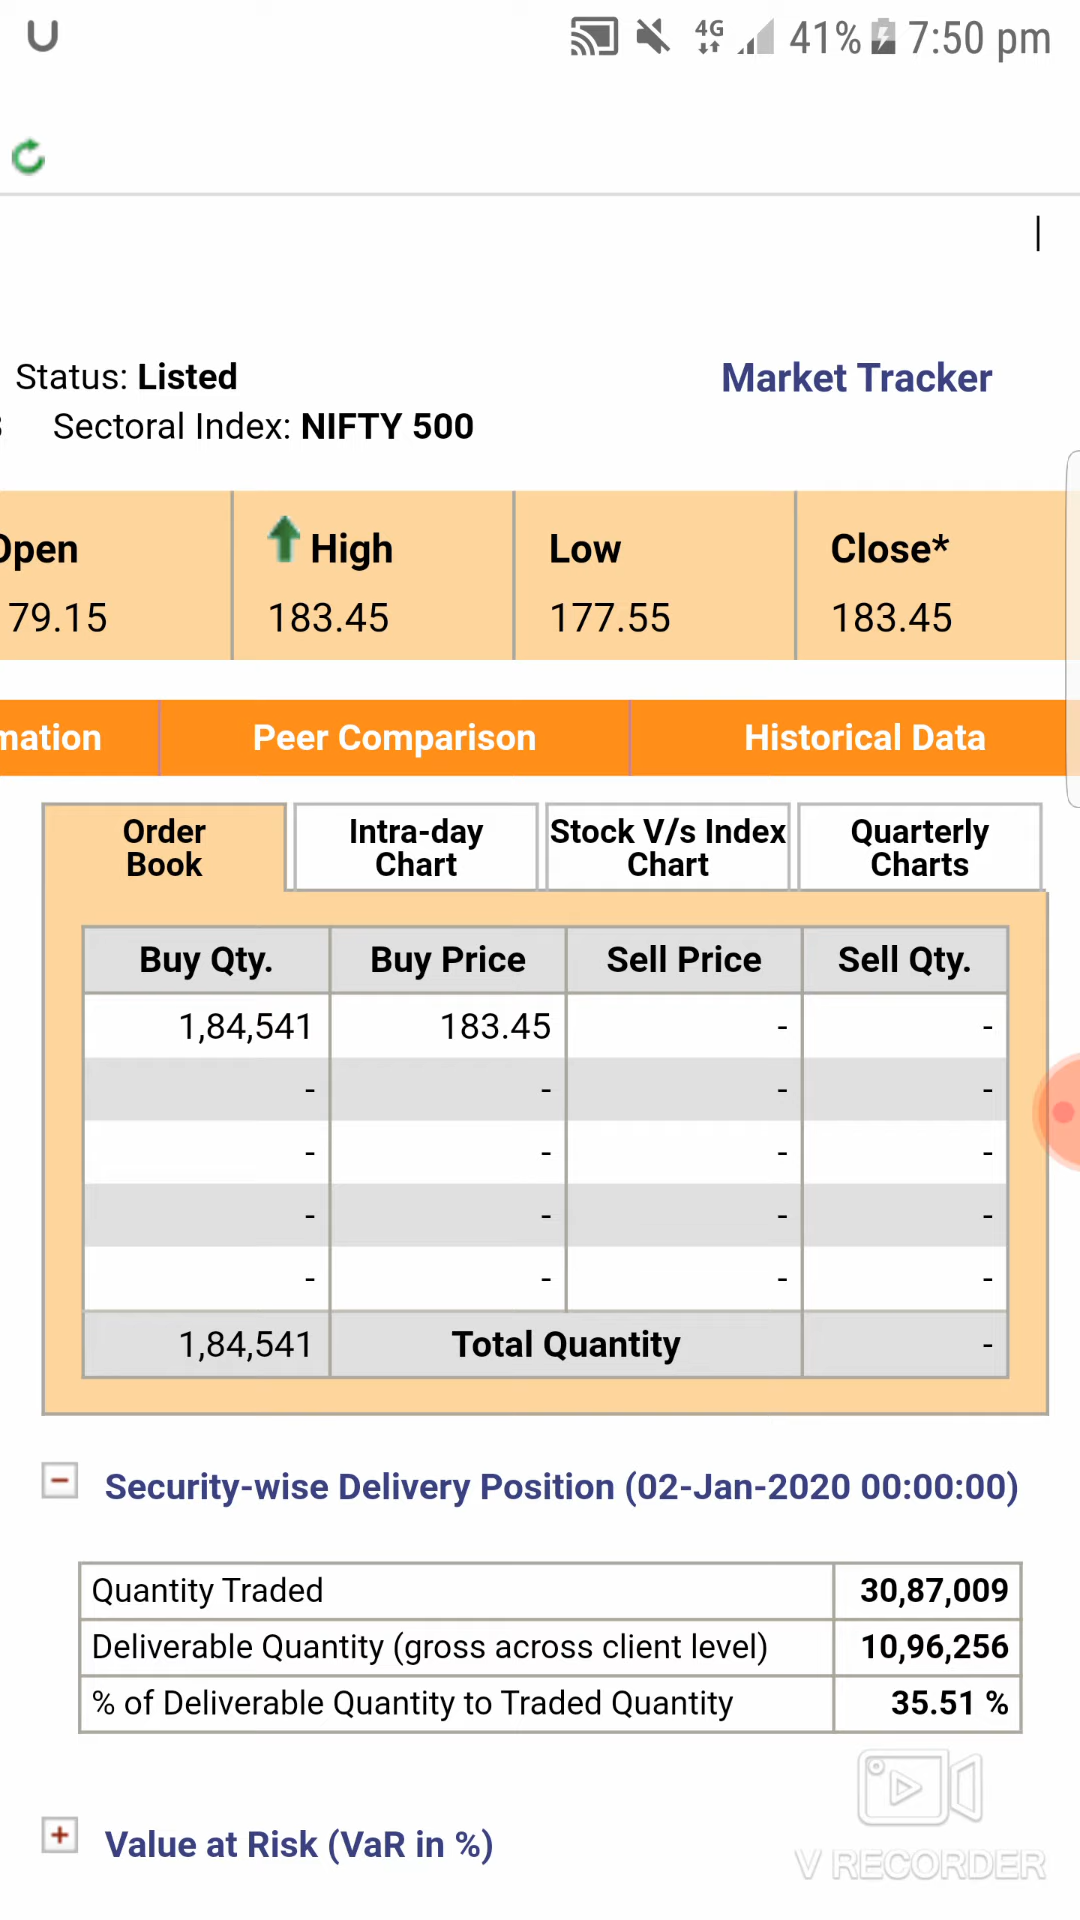 4G 41% 7:50 pm
Status: Listed
Market Tracker
Sectoral Index: NIFTY 500
Open High Low Close*
79.15 183.45 177.55 183.45
mation Peer Comparison Historical Data
Order Book Intra-day Chart Stock V/s Index Chart Quarterly Charts
Buy Qty. Buy Price Sell Price Sell Qty.
1,84,541 183.45 - -
- - - -
- - - -
- - - -
- - - -
1,84,541 Total Quantity -
Security-wise Delivery Position (02-Jan-2020 00:00:00)
Quantity Traded 30,87,009
Deliverable Quantity (gross across client level) 10,96,256
% of Deliverable Quantity to Traded Quantity 35.51 %
Value at Risk (VaR in %)
V RECORDER